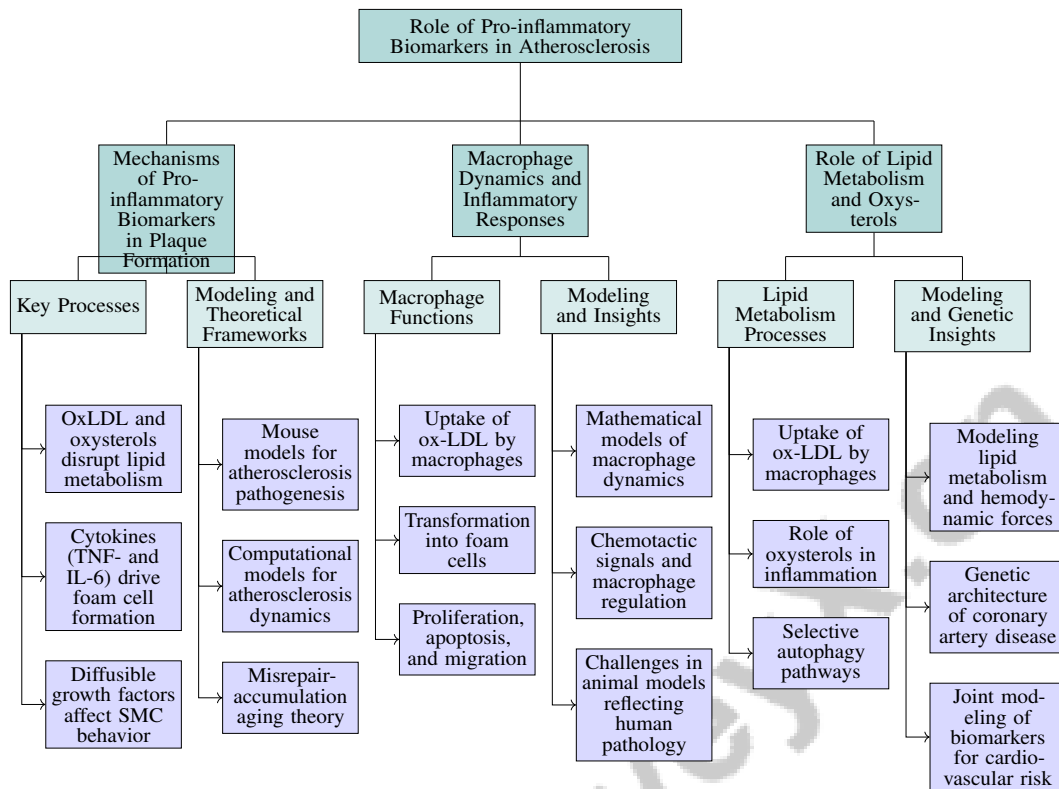 Role of Pro-inflammatory
Biomarkers in Atherosclerosis
Mechanisms
of Pro-
inflammatory
Biomarkers
in Plaque
Formation
Macrophage
Dynamics and
Inflammatory
Responses
Role of Lipid
Metabolism
and Oxys-
terols
Key Processes
Modeling and
Theoretical
Frameworks
Macrophage
Functions
Modeling
and Insights
Lipid
Metabolism
Processes
Modeling
and Genetic
Insights
OxLDL and
oxysterols
disrupt lipid
metabolism
Cytokines
(TNF- and
IL-6) drive
foam cell
formation
Diffusible
growth factors
affect SMC
behavior
Mouse
models for
atherosclerosis
pathogenesis
Computational
models for
atherosclerosis
dynamics
Misrepair-
accumulation
aging theory
Uptake of
ox-LDL by
macrophages
Transformation
into foam
cells
Proliferation,
apoptosis,
and migration
Mathematical
models of
macrophage
dynamics
Chemotactic
signals and
macrophage
regulation
Challenges in
animal models
reflecting
human
pathology
Uptake of
ox-LDL by
macrophages
Role of
oxysterols in
inflammation
Selective
autophagy
pathways
Modeling
lipid
metabolism
and hemody-
namic forces
Genetic
architecture
of coronary
artery disease
Joint mod-
eling of
biomarkers
for cardio-
vascular risk